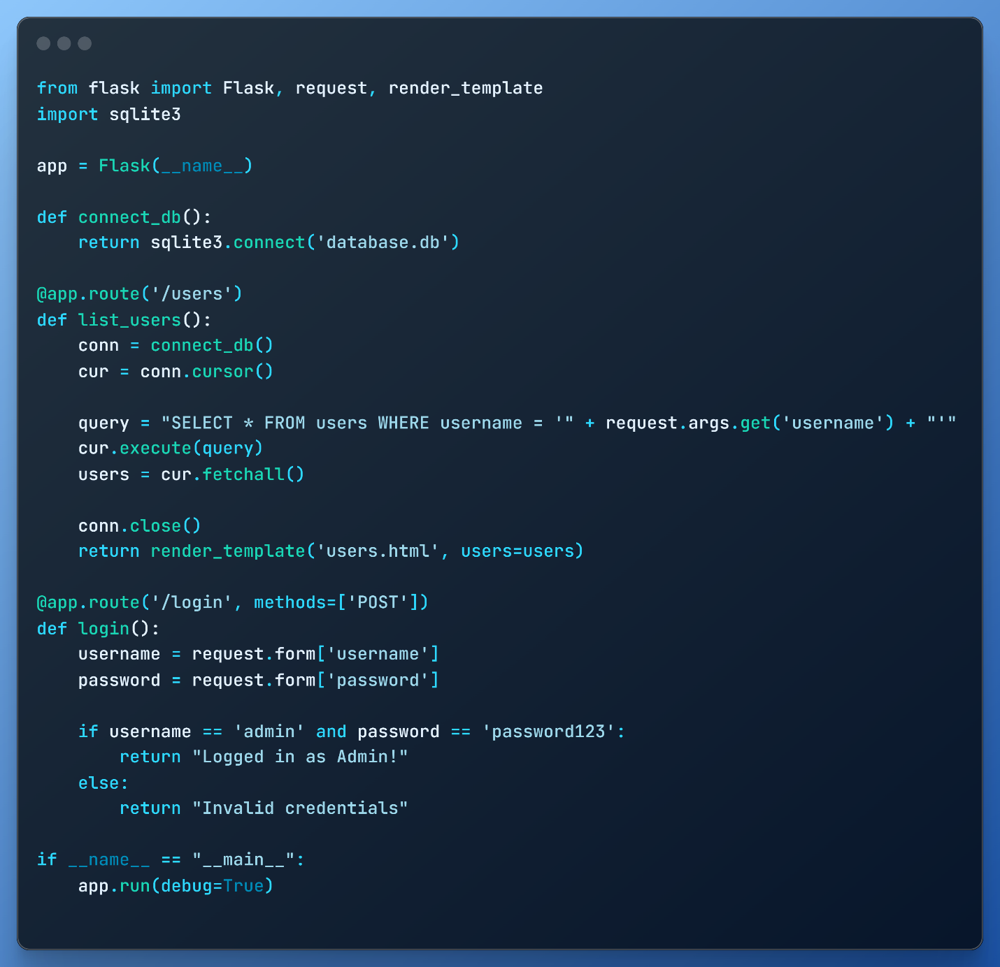 from flask import Flask, request, render_template
import sqlite3

app = Flask(__name__)

def connect_db():
    return sqlite3.connect('database.db')

@app.route('/users')
def list_users():
    conn = connect_db()
    cur = conn.cursor()

    query = "SELECT * FROM users WHERE username = '" + request.args.get('username') + "'"
    cur.execute(query)
    users = cur.fetchall()

    conn.close()
    return render_template('users.html', users=users)

@app.route('/login', methods=['POST'])
def login():
    username = request.form['username']
    password = request.form['password']

    if username == 'admin' and password == 'password123':
        return "Logged in as Admin!"
    else:
        return "Invalid credentials"

if __name__ == "__main__":
    app.run(debug=True)